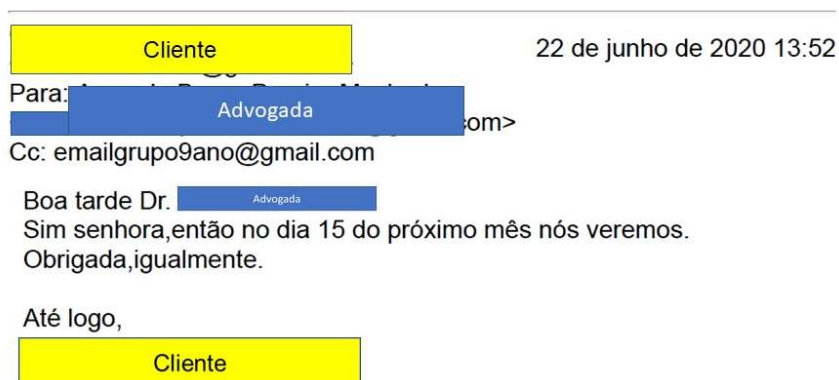 Cliente
22 de junho de 2020 13:52
Para:
Advogada
com>
Cc: emailgrupo9ano@gmail.com
Boa tarde Dr. Advogada
Sim senhora,então no dia 15 do próximo mês nós veremos.
Obrigada,igualmente.
Até logo,
Cliente